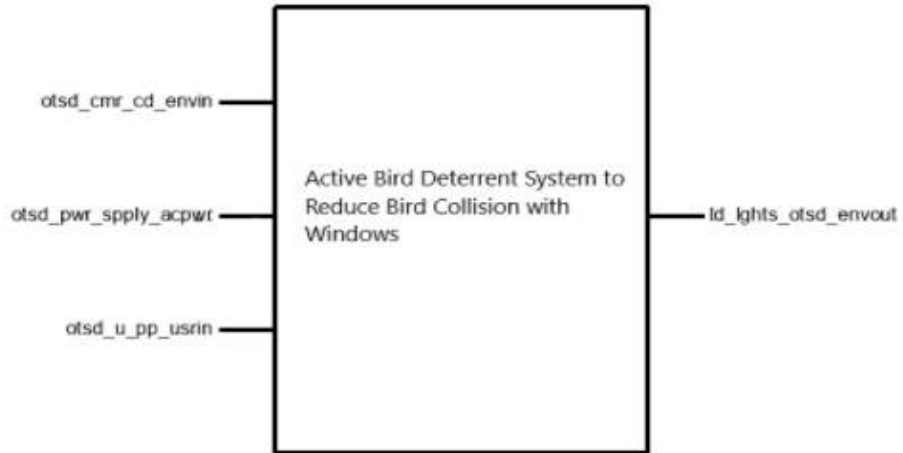 otsd_cmr_cd_envin
Active Bird Deterrent System to
Reduce Bird Collision with
Windows
otsd_pwr_spply_acpwr
ld_lghts_otsd_envout
otsd_u_pp_usrin